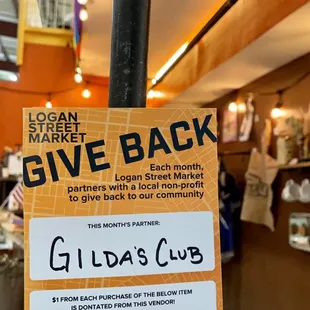 LOGAN
STREET
MARKET
GIVE BACK
Each month,
Logan Street Market
partners with a local non-profit
to give back to our community
THIS MONTH'S PARTNER:
GILDA'S CLUB
$1 FROM EACH PURCHASE OF THE BELOW ITEM
IS DONTATED FROM THIS VENDOR!